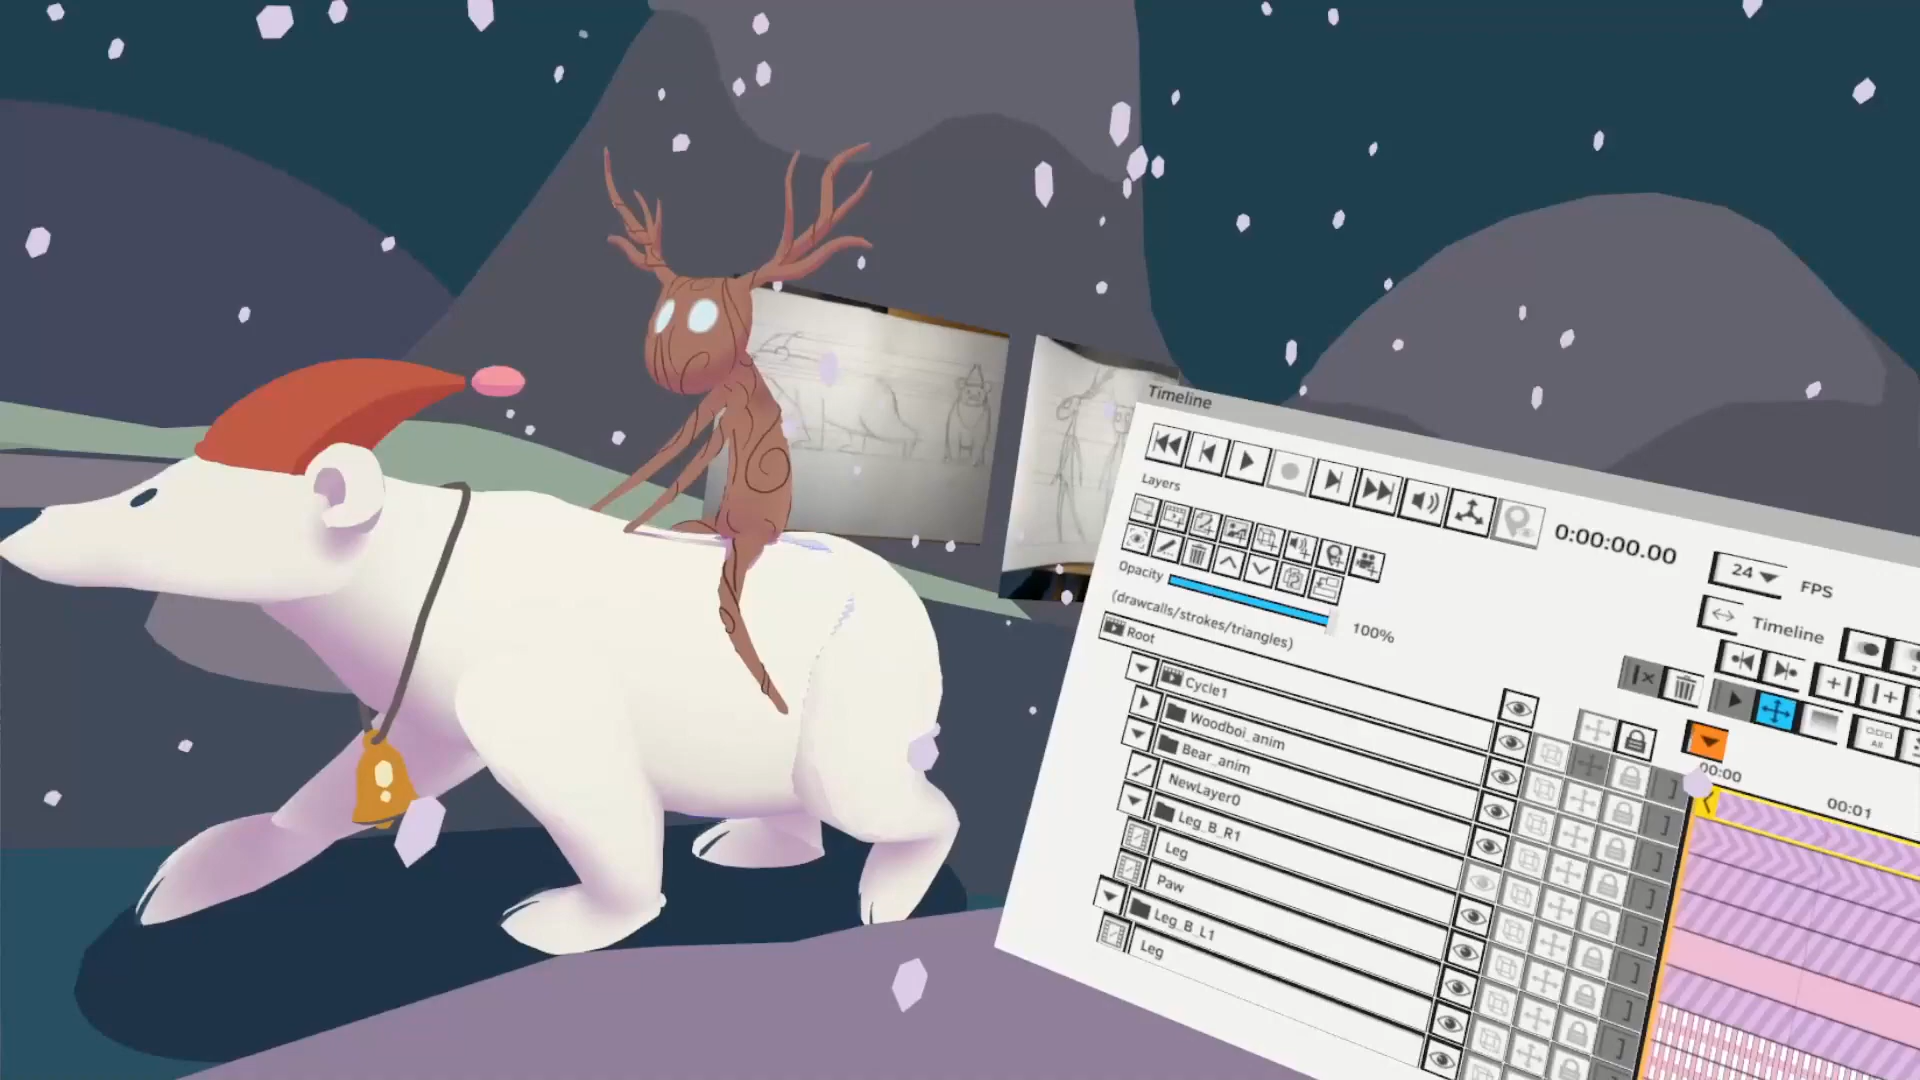 Timeline
0:00:00.00
24
FPS
Layers
Timeline
Opacity
100%
(drawcalls/strokes/triangles)
Root
Cycle1
Woodboi_anim
Bear_anim
NewLayer0
Leg_B_R1
Leg
Paw
Leg_B_L1
Leg
All
00:00
00:01